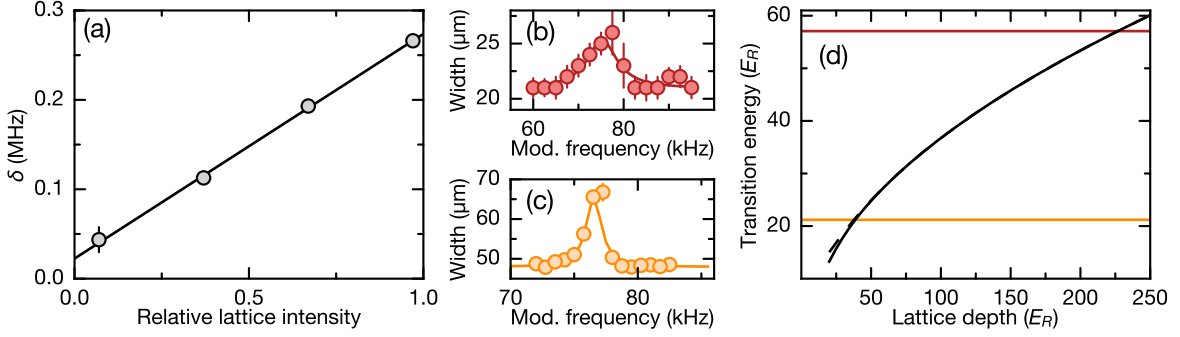 (a)
δ (MHz)
0.3
0.2
0.1
0.0
0.0 0.5 1.0
Relative lattice intensity
(b)
Width (μm)
25
20
60 80
Mod. frequency (kHz)
(c)
Width (μm)
70
60
50
70 80
Mod. frequency (kHz)
(d)
Transition energy (E_R)
60
40
20
50 100 150 200 250
Lattice depth (E_R)